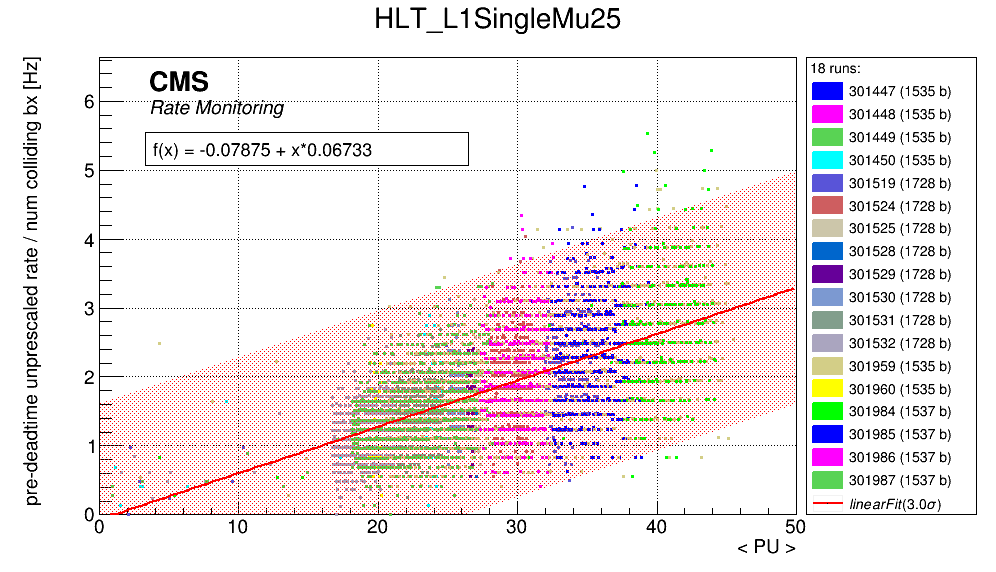 HLT_L1SingleMu25
pre-deadtime unprescaled rate / num colliding bx [Hz]
CMS
Rate Monitoring
f(x) = -0.07875 + x*0.06733
6
5
4
3
2
1
0
0 10 20 30 40 50
< PU >
18 runs:
301447 (1535 b)
301448 (1535 b)
301449 (1535 b)
301450 (1535 b)
301519 (1728 b)
301524 (1728 b)
301525 (1728 b)
301528 (1728 b)
301529 (1728 b)
301530 (1728 b)
301531 (1728 b)
301532 (1728 b)
301959 (1535 b)
301960 (1535 b)
301984 (1537 b)
301985 (1537 b)
301986 (1537 b)
301987 (1537 b)
linearFit(3.0σ)